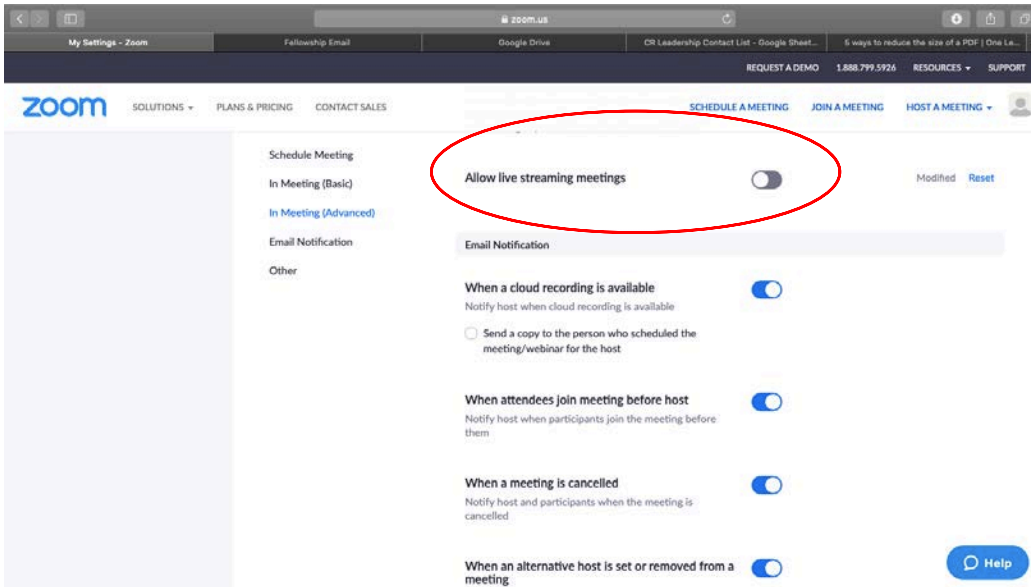 zoom.us
My Settings - Zoom
Fellowship Email
Google Drive
CR Leadership Contact List - Google Sheet...
5 ways to reduce the size of a PDF | One Le...
REQUEST A DEMO 1.888.799.5926 RESOURCES SUPPORT
zoom SOLUTIONS PLANS & PRICING CONTACT SALES SCHEDULE A MEETING JOIN A MEETING HOST A MEETING
Schedule Meeting
In Meeting (Basic)
In Meeting (Advanced)
Email Notification
Other
Allow live streaming meetings
Modified Reset
Email Notification
When a cloud recording is available
Notify host when cloud recording is available
Send a copy to the person who scheduled the
meeting/webinar for the host
When attendees join meeting before host
Notify host when participants join the meeting before
them
When a meeting is cancelled
Notify host and participants when the meeting is
cancelled
When an alternative host is set or removed from a
meeting
Help